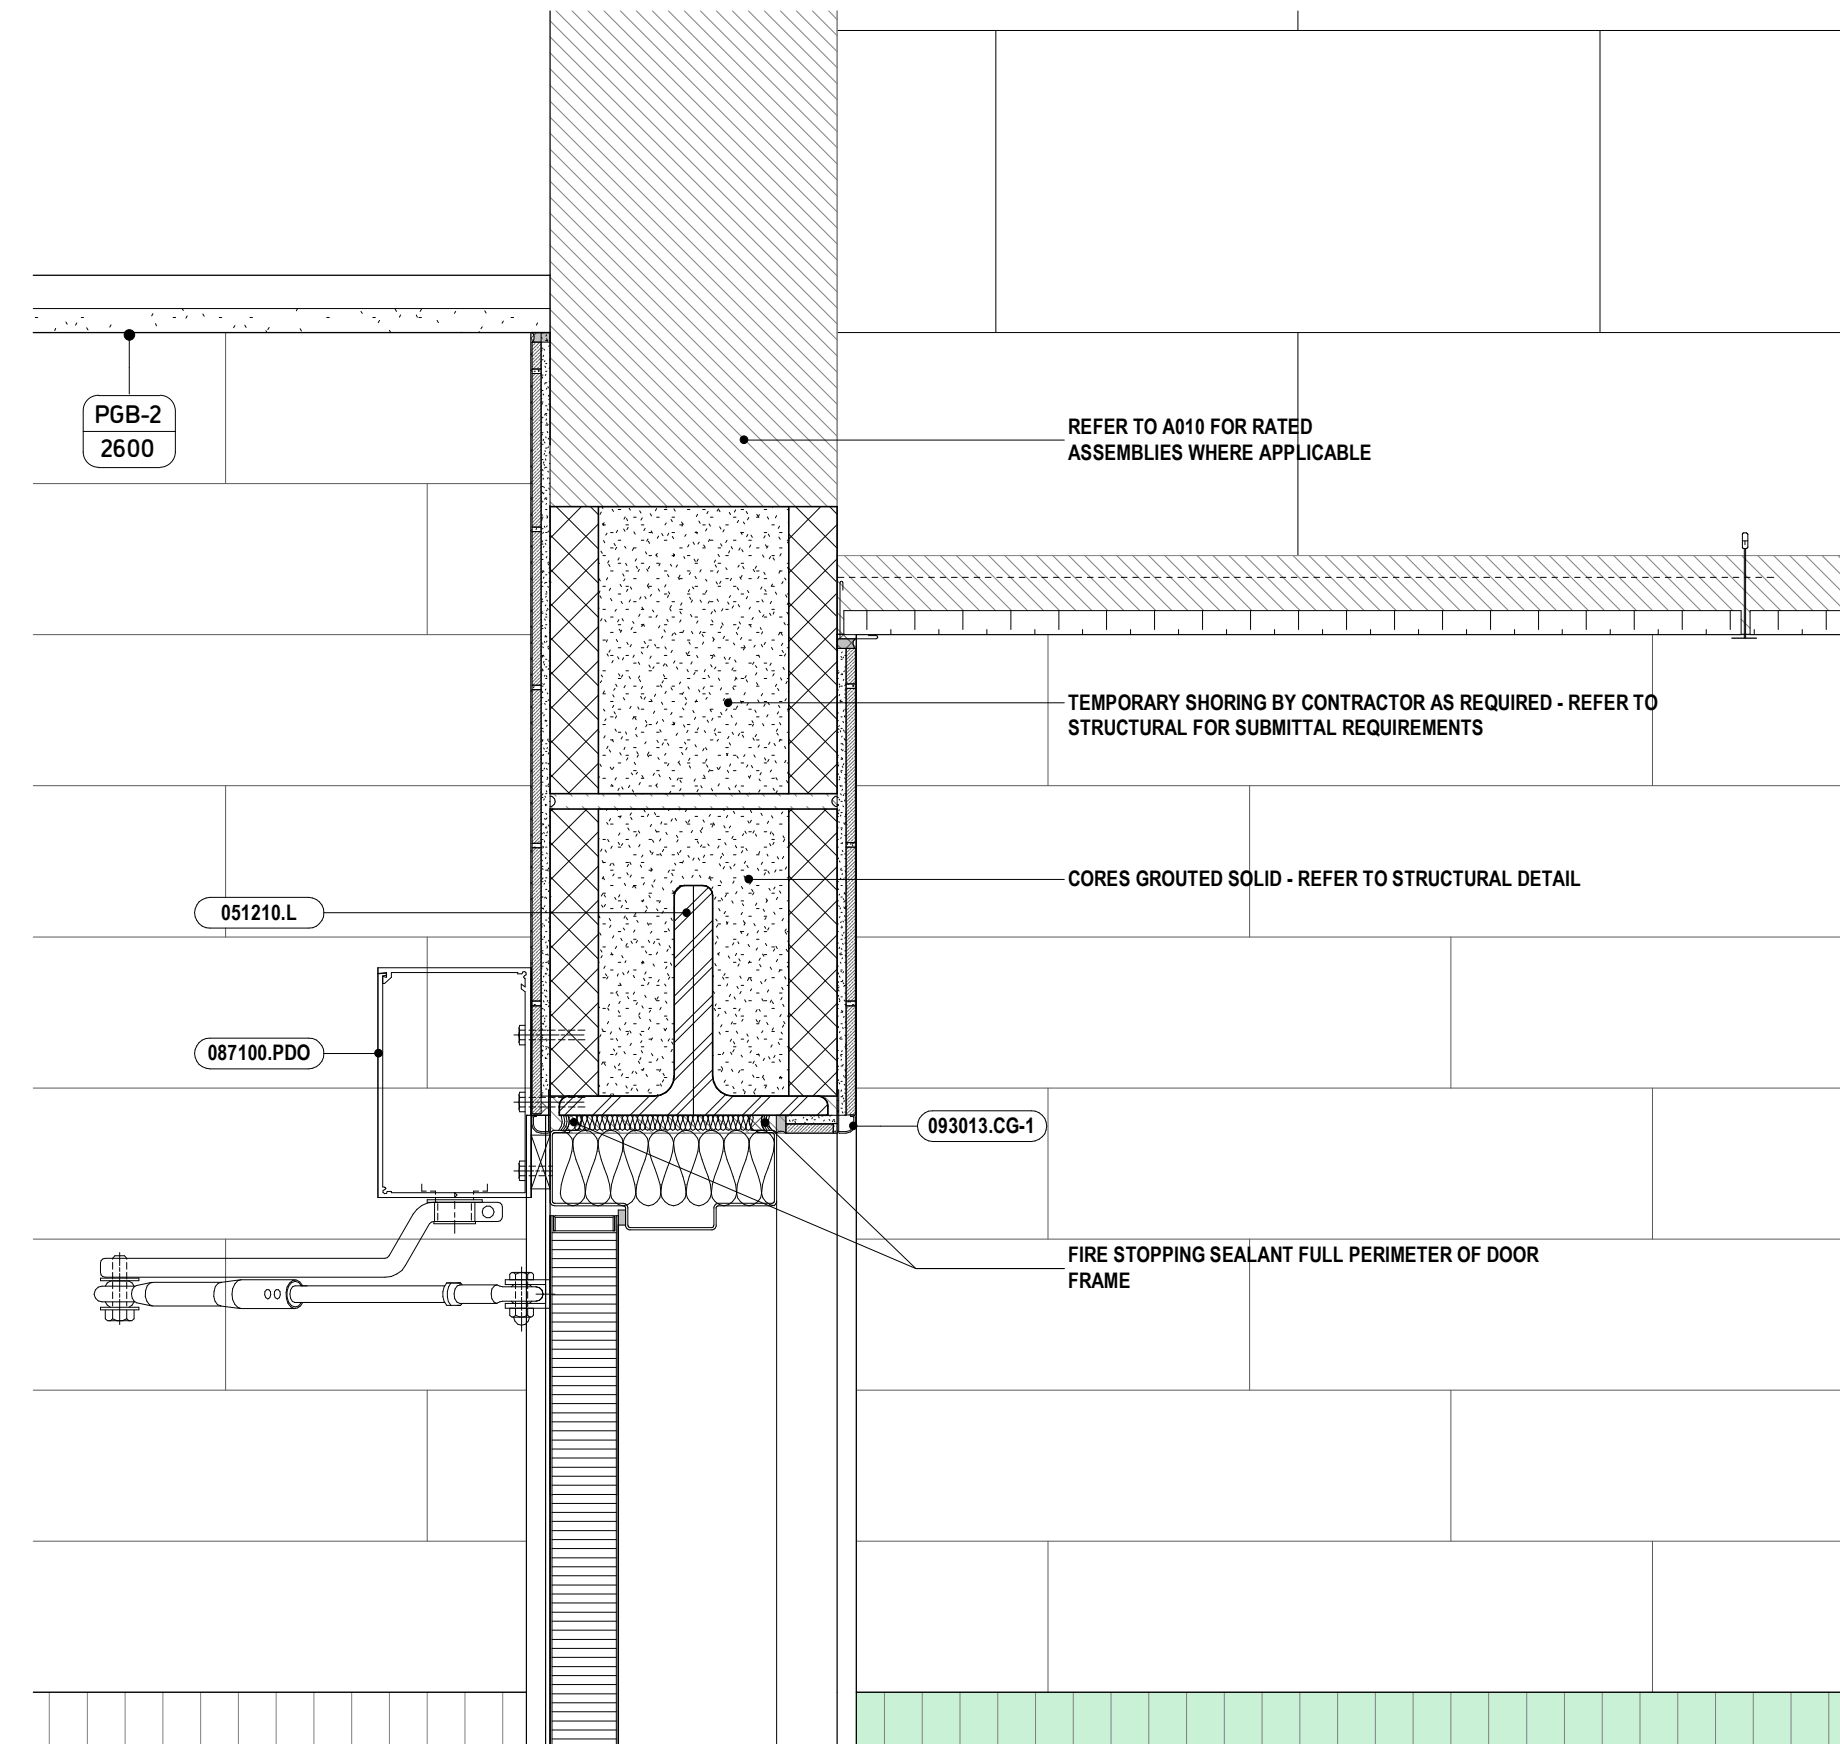 PGB-2
2600
REFER TO A010 FOR RATED
ASSEMBLIES WHERE APPLICABLE
TEMPORARY SHORING BY CONTRACTOR AS REQUIRED - REFER TO
STRUCTURAL FOR SUBMITTAL REQUIREMENTS
CORES GROUTED SOLID - REFER TO STRUCTURAL DETAIL
051210.L
087100.PDO
093013.CG-1
FIRE STOPPING SEALANT FULL PERIMETER OF DOOR
FRAME